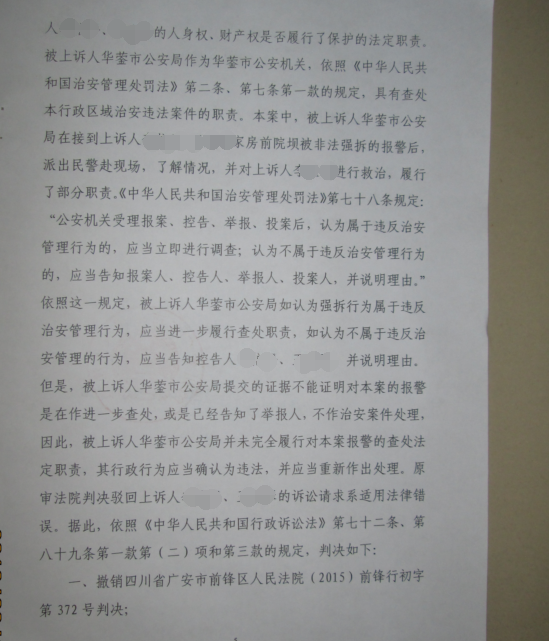 人 的人身权、财产权是否履行了保护的法定职责。
被上诉人华蓥市公安局作为华蓥市公安机关，依照《中华人民共
和国治安管理处罚法》第二条、第七条第一款的规定，具有查处
本行政区域治安违法案件的职责。本案中，被上诉人华蓥市公安
局在接到上诉人 家房前院坝被非法强拆的报警后，
派出民警赴现场，了解情况，并对上诉人李 进行救治，履行
了部分职责。《中华人民共和国治安管理处罚法》第七十八条规定：
“公安机关受理报案、控告、举报、投案后，认为属于违反治安
管理行为的，应当立即进行调查；认为不属于违反治安管理行为
的，应当告知报案人、控告人、举报人、投案人，并说明理由。”
依照这一规定，被上诉人华蓥市公安局如认为强拆行为属于违反
治安管理行为，应当进一步履行查处职责，如认为不属于违反治
安管理的行为，应当告知控告人 、 并说明理由。
但是，被上诉人华蓥市公安局提交的证据不能证明对本案的报警
是在作进一步查处，或是已经告知了举报人，不作治安案件处理，
因此，被上诉人华蓥市公安局并未完全履行对本案报警的查处法
定职责，其行政行为应当确认为违法，并应当重新作出处理。原
审法院判决驳回上诉人 、 的诉讼请求系适用法律错
误。据此，依照《中华人民共和国行政诉讼法》第七十二条、第
八十九条第一款第（二）项和第三款的规定，判决如下：
一、撤销四川省广安市前锋区人民法院（2015）前锋行初字
第 372 号判决；